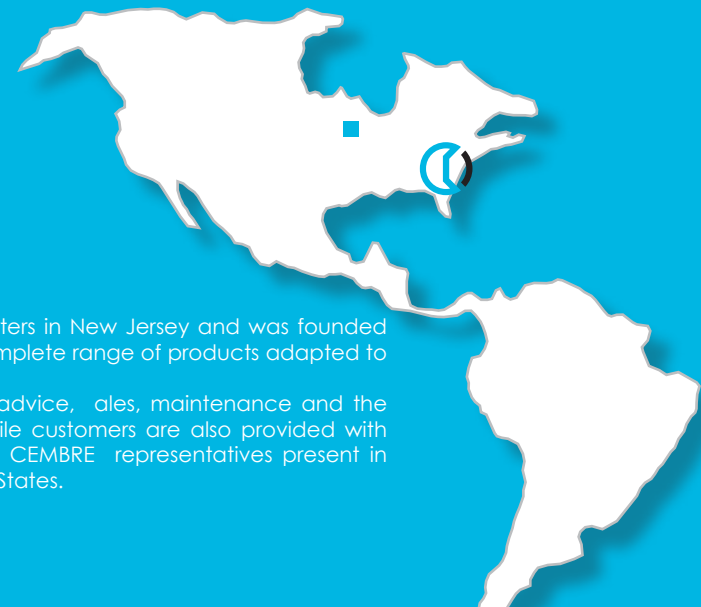 ters in New Jersey and was founded
mplete range of products adapted to
advice, ales, maintenance and the
ile customers are also provided with
CEMBRE representatives present in
States.